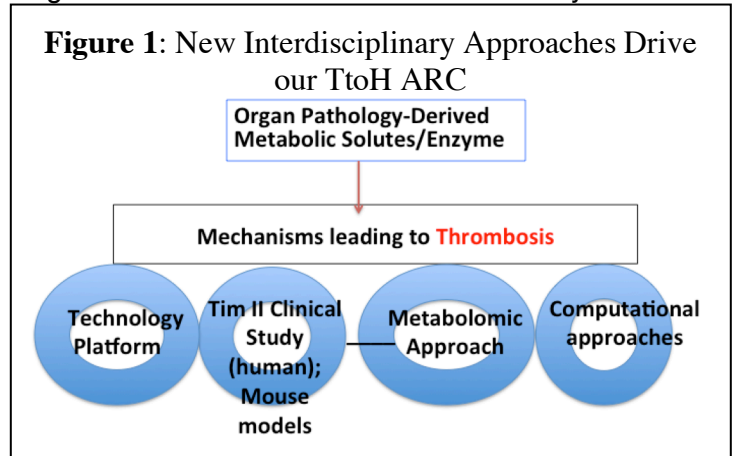 Figure 1: New Interdisciplinary Approaches Drive
our TtoH ARC
Organ Pathology-Derived
Metabolic Solutes/Enzyme
Mechanisms leading to Thrombosis
Technology
Platform
Tim II Clinical
Study
(human);
Mouse
models
Metabolomic
Approach
Computational
approaches